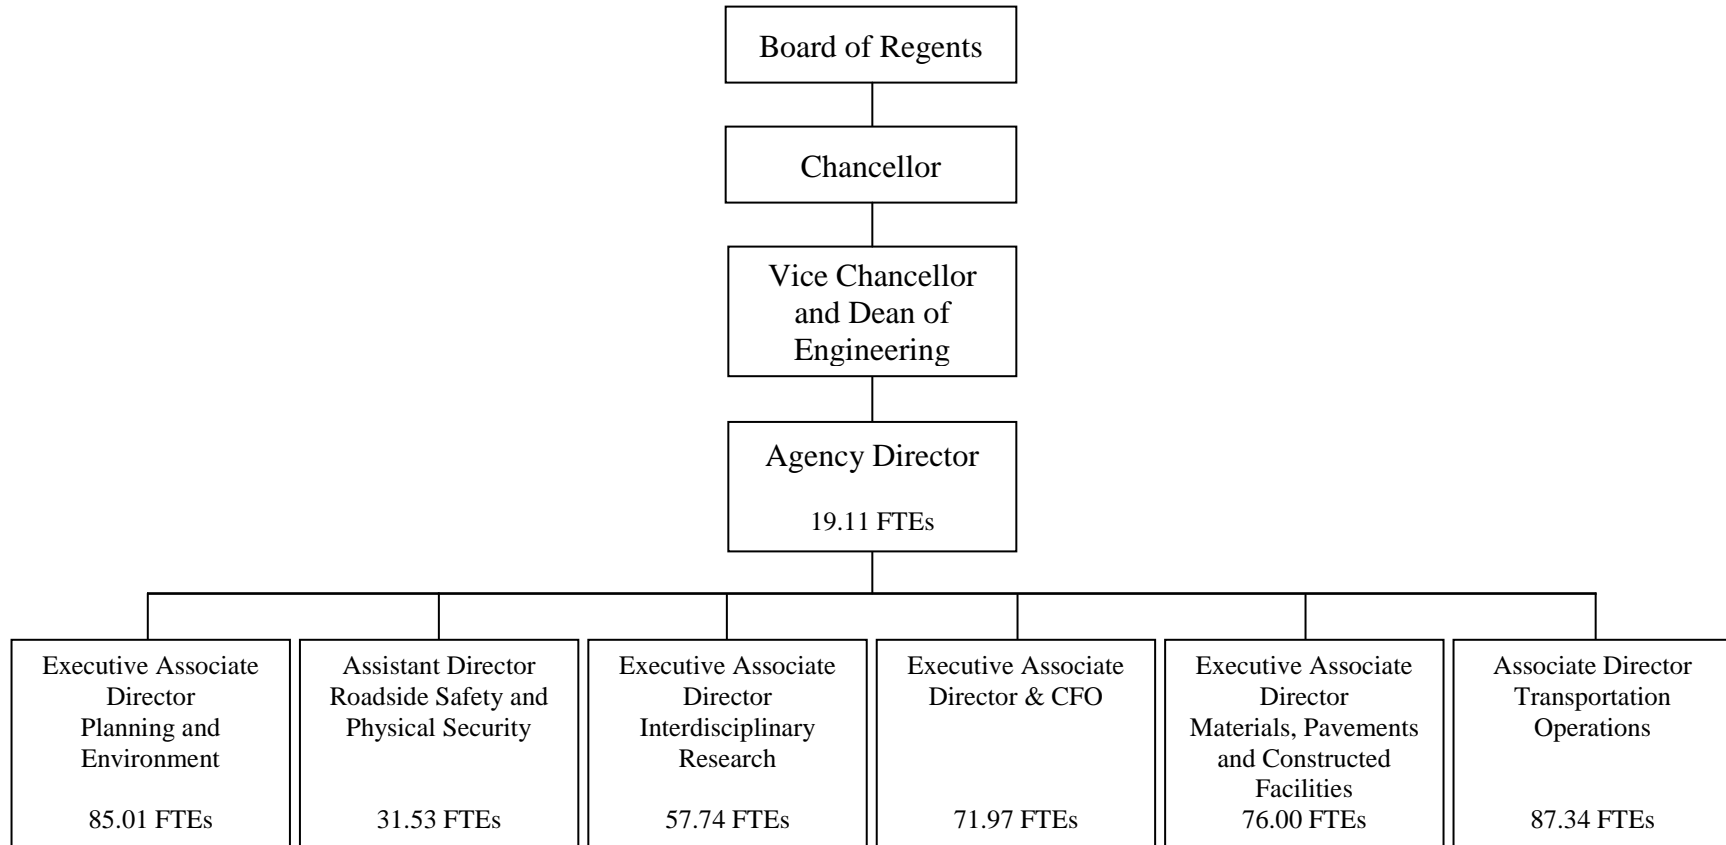 Board of Regents
Chancellor
Vice Chancellor
and Dean of
Engineering
Agency Director
19.11 FTEs
Executive Associate
Director
Planning and
Environment
85.01 FTEs
Assistant Director
Roadside Safety and
Physical Security
31.53 FTEs
Executive Associate
Director
Interdisciplinary
Research
57.74 FTEs
Executive Associate
Director & CFO
71.97 FTEs
Executive Associate
Director
Materials, Pavements
and Constructed
Facilities
76.00 FTEs
Associate Director
Transportation
Operations
87.34 FTEs